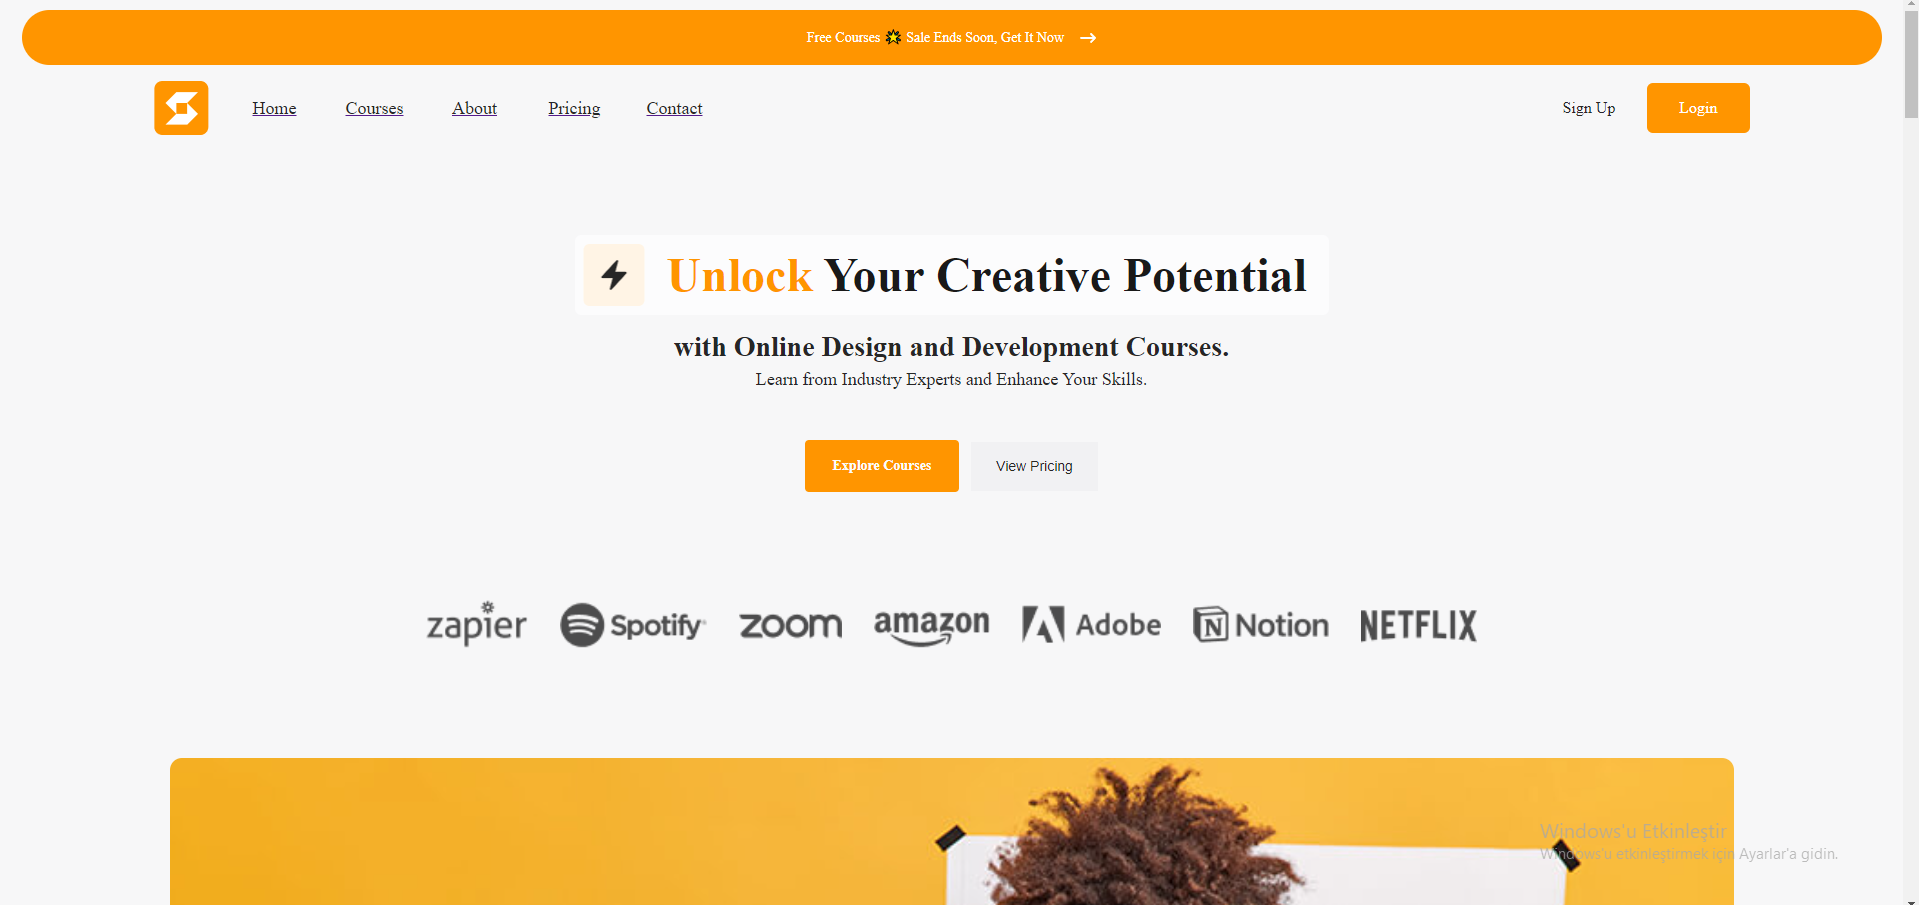 Free Courses 🌟 Sale Ends Soon, Get It Now →
Home Courses About Pricing Contact Sign Up Login
Unlock Your Creative Potential
with Online Design and Development Courses.
Learn from Industry Experts and Enhance Your Skills.
Explore Courses View Pricing
zapier Spotify zoom amazon Adobe Notion NETFLIX
Windows'u Etkinleştir
Windows'u etkinleştirmek için Ayarlar'a gidin.